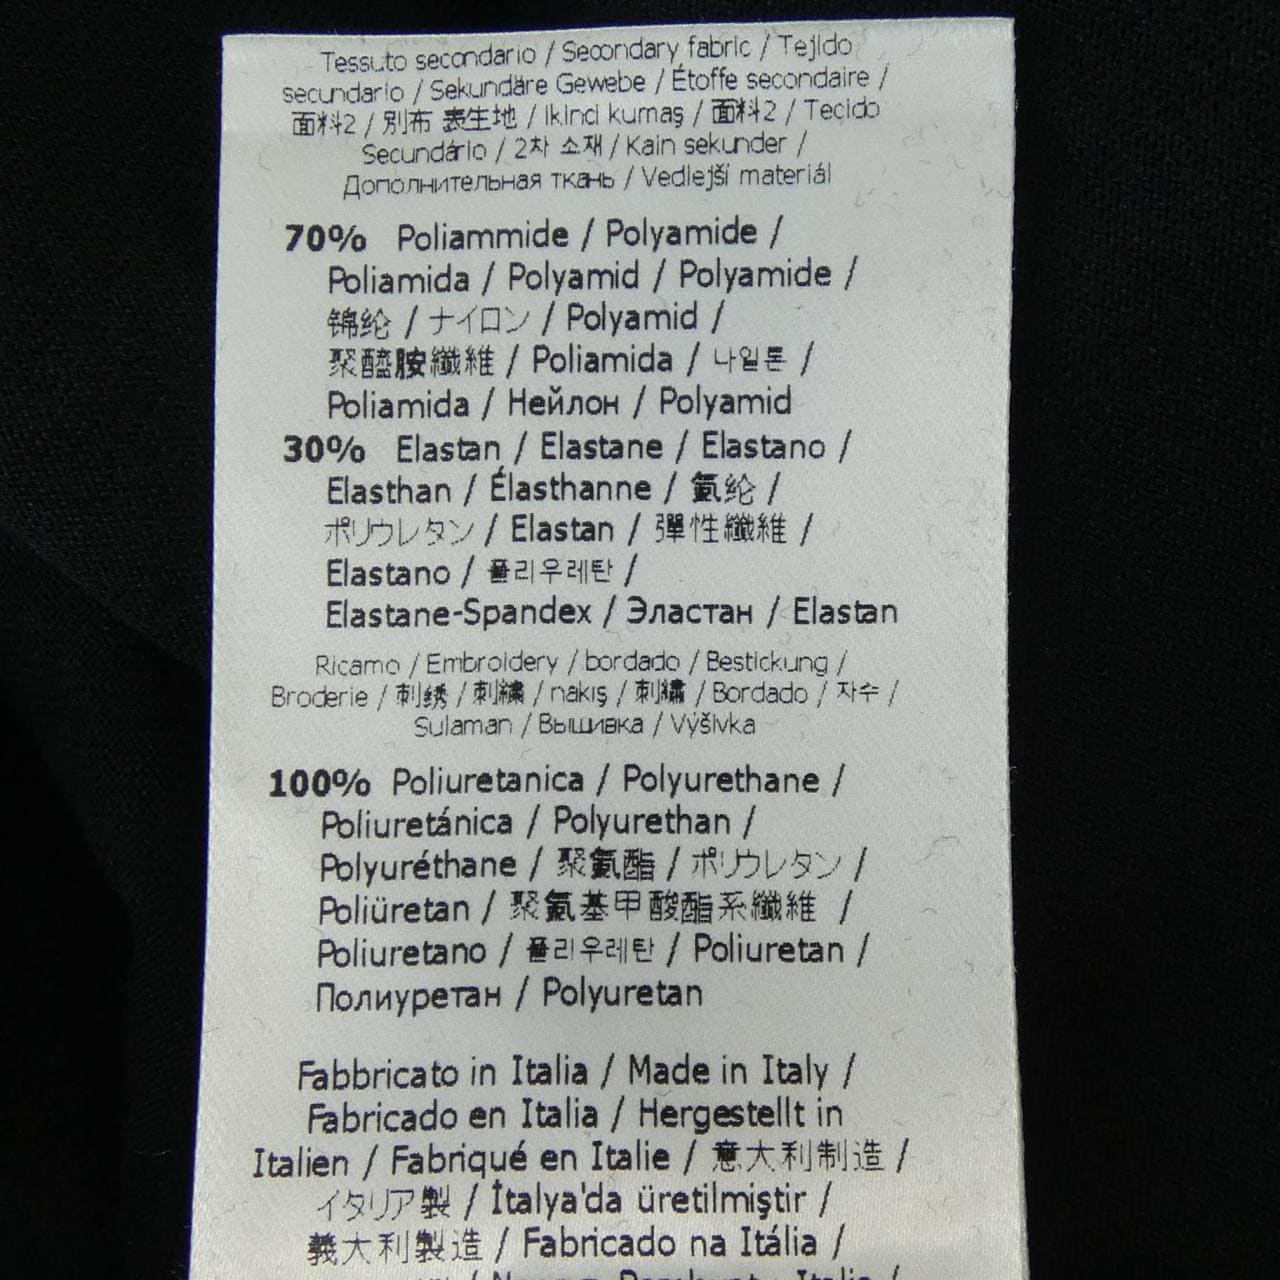 Tessuto secondario / Secondary fabric / Tejido
secundario / Sekundäre Gewebe / Étoffe secondaire /
面料2 / 別布 表生地 / ikinci kumaş / 面料2 / Tecido
Secundário / 2차 소재 / Kain sekunder /
Дополнительная ткань / Vedlejší materiál
70% Poliammide / Polyamide /
Poliamida / Polyamid / Polyamide /
锦纶 / ナイロン / Polyamid /
聚醯胺纖維 / Poliamida / 나일론 /
Poliamida / Нейлон / Polyamid
30% Elastan / Elastane / Elastano /
Elasthan / Élasthanne / 氨纶 /
ポリウレタン / Elastan / 彈性纖維 /
Elastano / 폴리우레탄 /
Elastane-Spandex / Эластан / Elastan
Ricamo / Embroidery / bordado / Bestickung /
Broderie / 刺绣 / 刺繍 / nakış / 刺繡 / Bordado / 자수 /
Sulaman / Вышивка / Výšivka
100% Poliuretanica / Polyurethane /
Poliuretánica / Polyurethan /
Polyuréthane / 聚氨酯 / ポリウレタン /
Poliüretan / 聚氨基甲酸酯系纖維 /
Poliuretano / 폴리우레탄 / Poliuretan /
Полиуретан / Polyuretan
Fabbricato in Italia / Made in Italy /
Fabricado en Italia / Hergestellt in
Italien / Fabriqué en Italie / 意大利制造 /
イタリア製 / İtalya'da üretilmiştir /
義大利製造 / Fabricado na Itália /